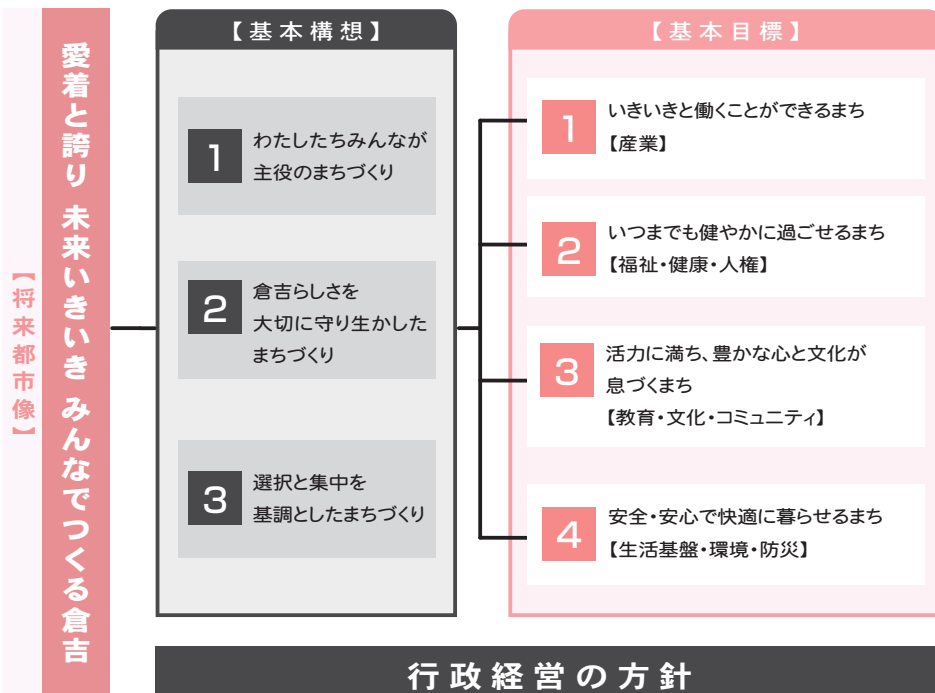 【将来都市像】
愛着と誇り 未来いきいき みんなでつくる倉吉
【基本構想】
1
わたしたちみんなが
主役のまちづくり
2
倉吉らしさを
大切に守り生かした
まちづくり
3
選択と集中を
基調としたまちづくり
【基本目標】
1
いきいきと働くことができるまち
【産業】
2
いつまでも健やかに過ごせるまち
【福祉・健康・人権】
3
活力に満ち、豊かな心と文化が
息づくまち
【教育・文化・コミュニティ】
4
安全・安心で快適に暮らせるまち
【生活基盤・環境・防災】
行政経営の方針